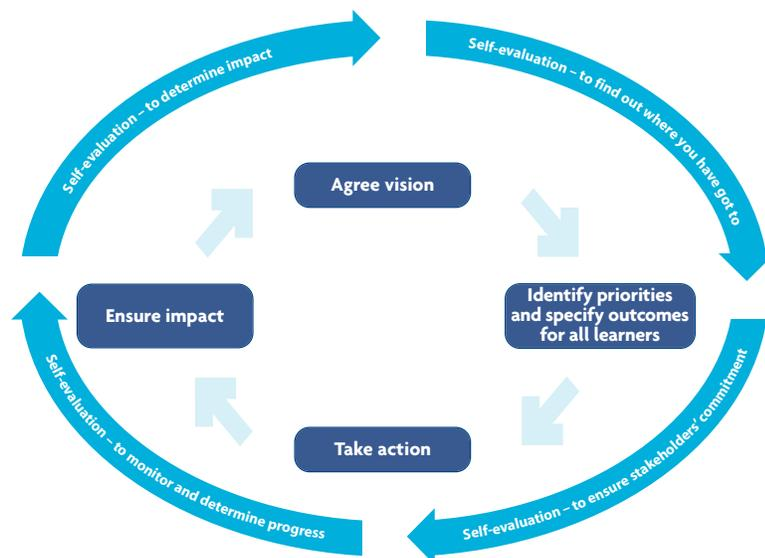 Self-evaluation – to determine impact
Self-evaluation – to find out where you have got to
Agree vision
Ensure impact
Identify priorities
and specify outcomes
for all learners
Take action
Self-evaluation – to monitor and determine progress
Self-evaluation – to ensure stakeholders’ commitment